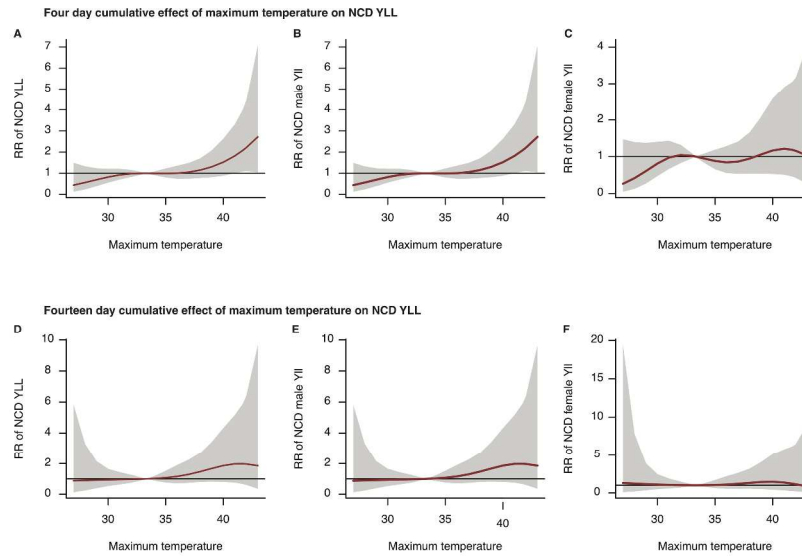 Four day cumulative effect of maximum temperature on NCD YLL
A
RR of NCD YLL
7
6
5
4
3
2
1
0
30 35 40
Maximum temperature
B
RR of NCD male Yll
7
6
5
4
3
2
1
0
30 35 40
Maximum temperature
C
RR of NCD female Yll
4
3
2
1
0
30 35 40
Maximum temperature
Fourteen day cumulative effect of maximum temperature on NCD YLL
D
RR of NCD YLL
10
8
6
4
2
0
30 35 40
Maximum temperature
E
RR of NCD male Yll
10
8
6
4
2
0
30 35 40
Maximum temperature
F
RR of NCD female Yll
20
15
10
5
0
30 35 40
Maximum temperature